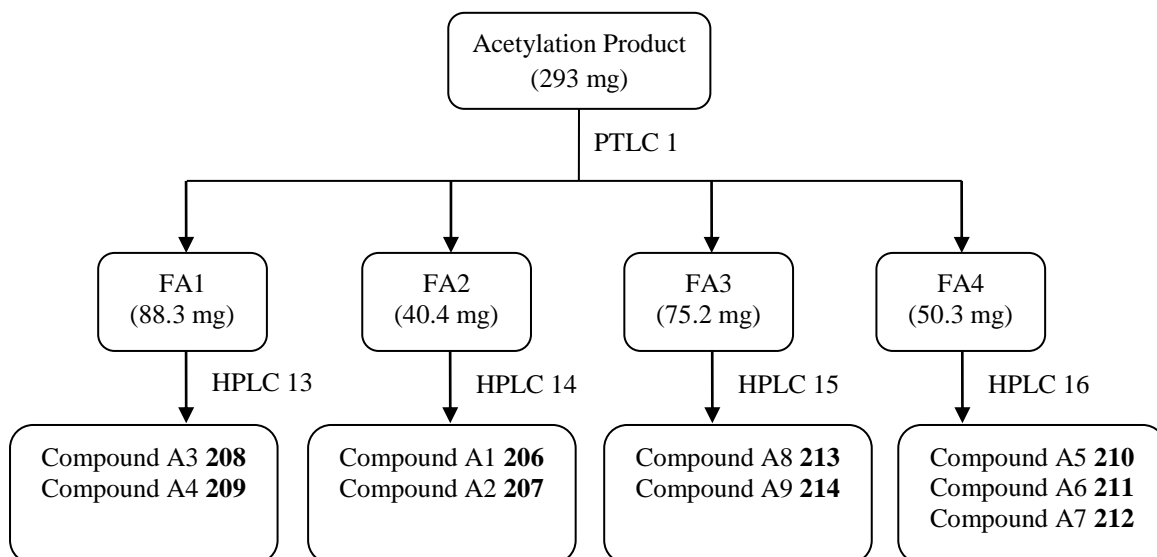 Acetylation Product
(293 mg)
PTLC 1
FA1
(88.3 mg)
FA2
(40.4 mg)
FA3
(75.2 mg)
FA4
(50.3 mg)
HPLC 13
HPLC 14
HPLC 15
HPLC 16
Compound A3 208
Compound A4 209
Compound A1 206
Compound A2 207
Compound A8 213
Compound A9 214
Compound A5 210
Compound A6 211
Compound A7 212